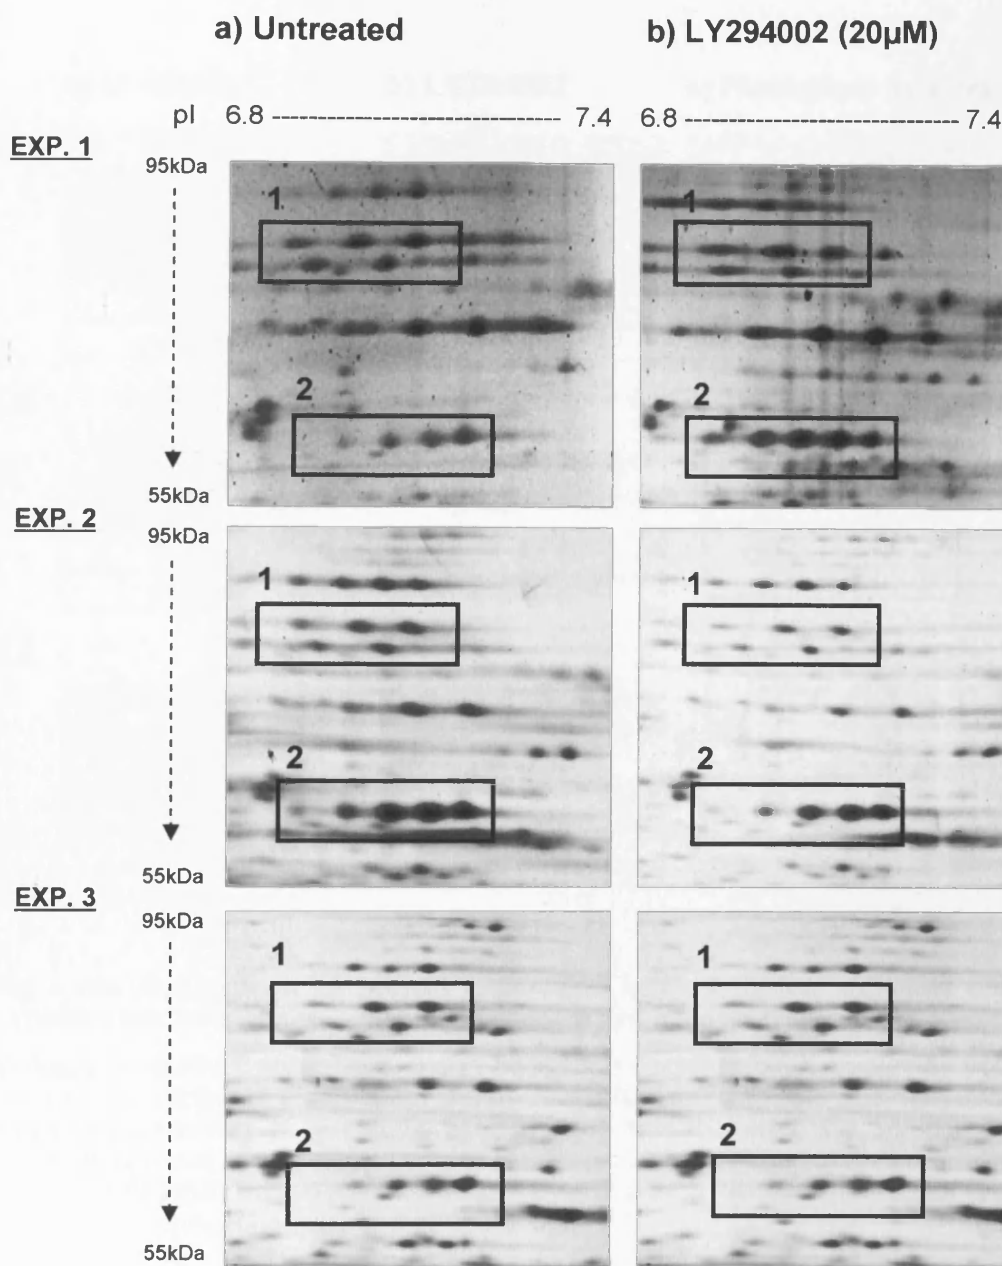 a) Untreated
b) LY294002 (20µM)
pI 6.8 ---------------------------- 7.4
6.8 -------------------------- 7.4
EXP. 1
95kDa
1
1
2
2
55kDa
EXP. 2
95kDa
1
1
2
2
55kDa
EXP. 3
95kDa
1
1
2
2
55kDa